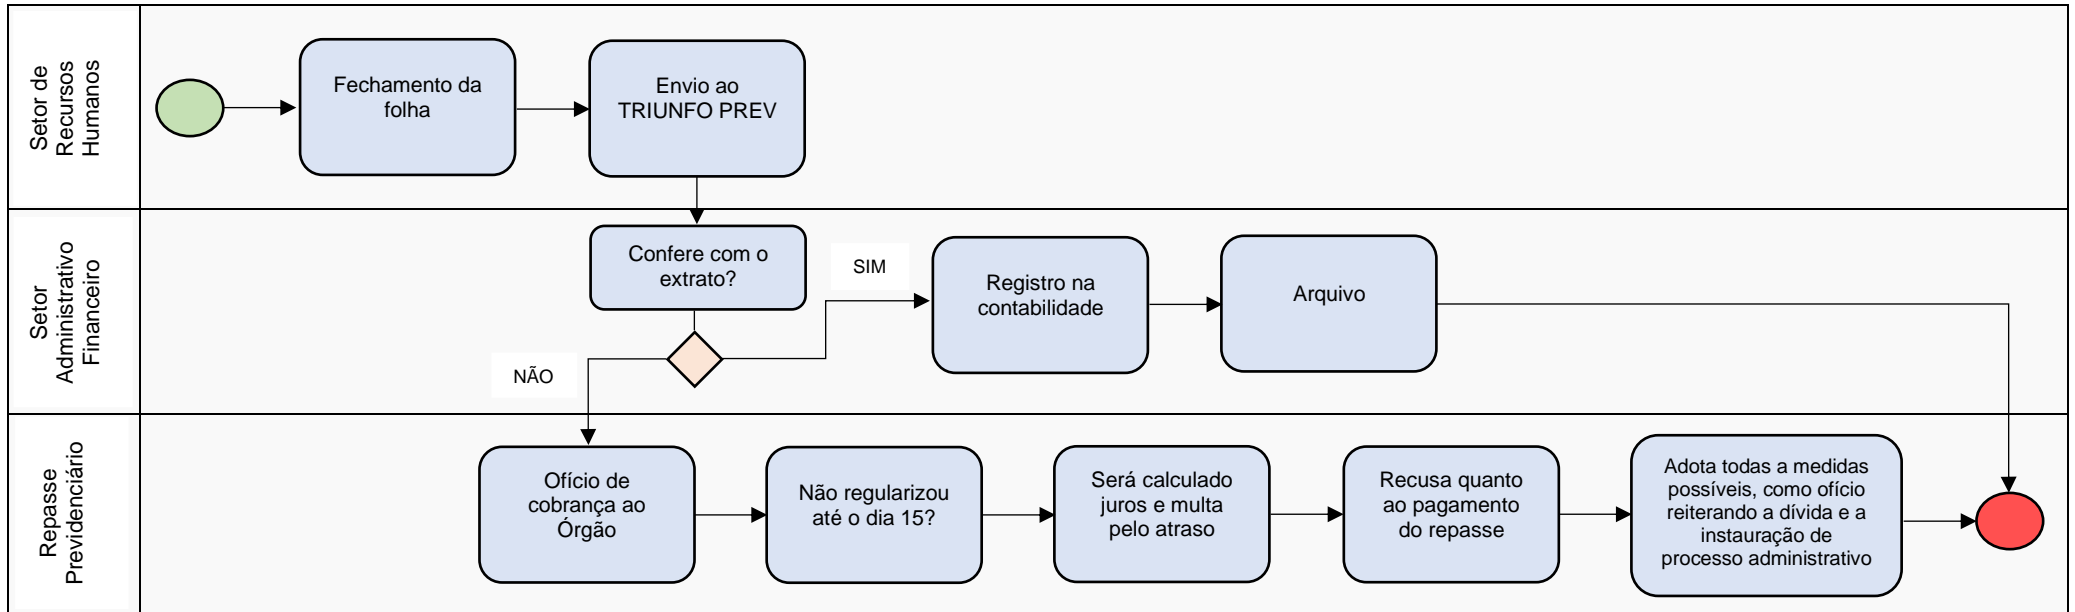 Setor de
Recursos
Humanos
Fechamento da
folha
Envio ao
TRIUNFO PREV
Setor
Administrativo
Financeiro
Confere com o
extrato?
SIM
NÃO
Registro na
contabilidade
Arquivo
Repasse
Previdenciário
Ofício de
cobrança ao
Órgão
Não regularizou
até o dia 15?
Será calculado
juros e multa
pelo atraso
Recusa quanto
ao pagamento
do repasse
Adota todas a medidas
possíveis, como ofício
reiterando a dívida e a
instauração de
processo administrativo